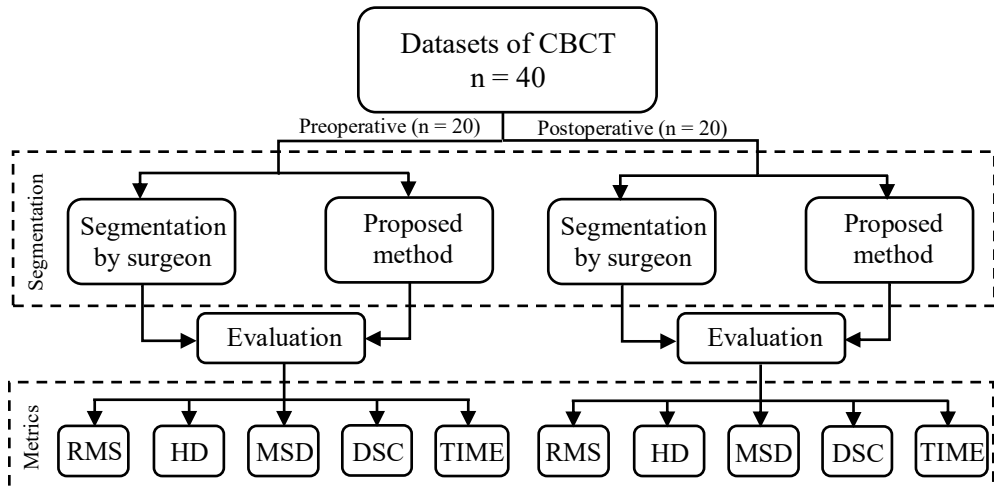 Datasets of CBCT
n = 40
Preoperative (n = 20)
Postoperative (n = 20)
Segmentation
Segmentation
by surgeon
Proposed
method
Segmentation
by surgeon
Proposed
method
Evaluation
Evaluation
Metrics
RMS
HD
MSD
DSC
TIME
RMS
HD
MSD
DSC
TIME